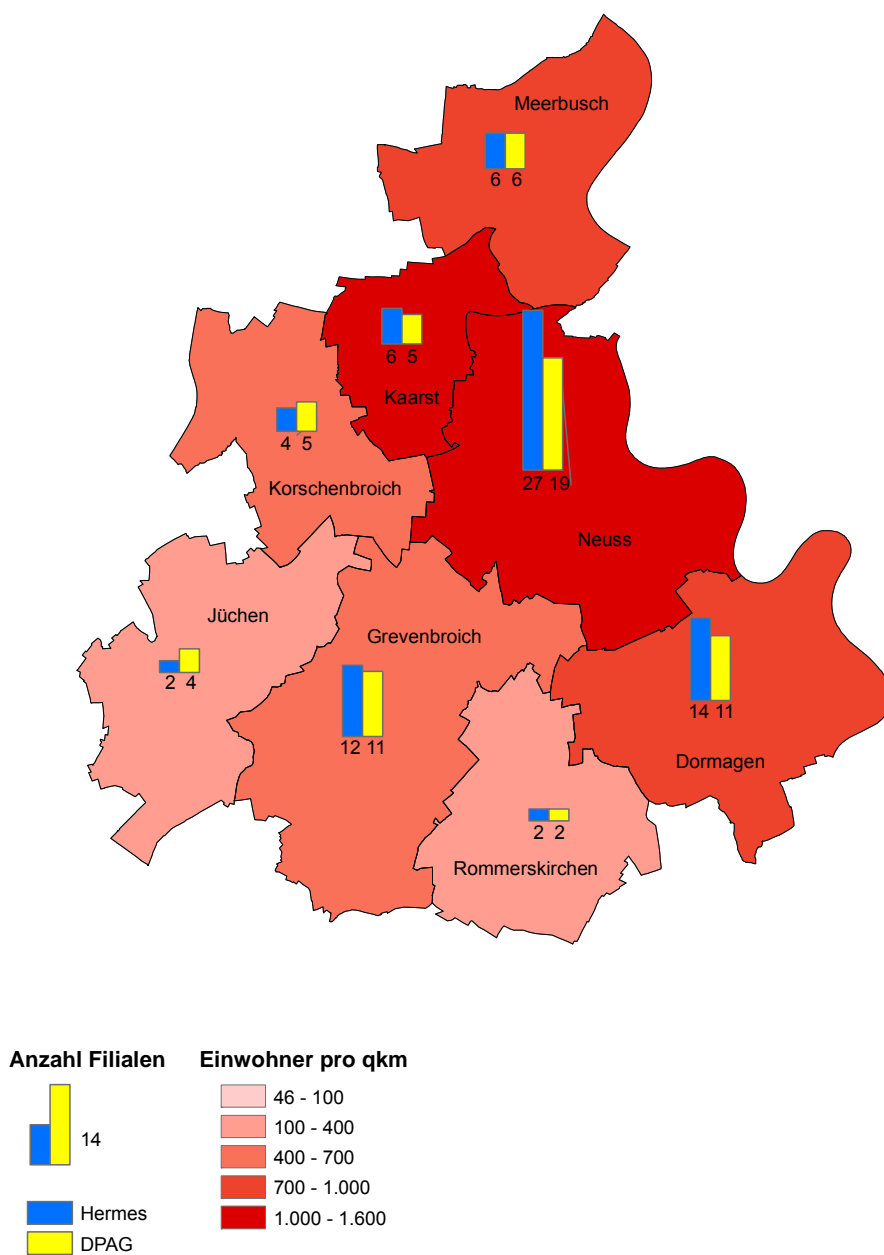 Meerbusch
6 6
6 5
Kaarst
4 5
Korschenbroich
27 19
Neuss
Jüchen
2 4
Grevenbroich
12 11
14 11
Dormagen
2 2
Rommerskirchen
Anzahl Filialen
14
Hermes
DPAG
Einwohner pro qkm
46 - 100
100 - 400
400 - 700
700 - 1.000
1.000 - 1.600